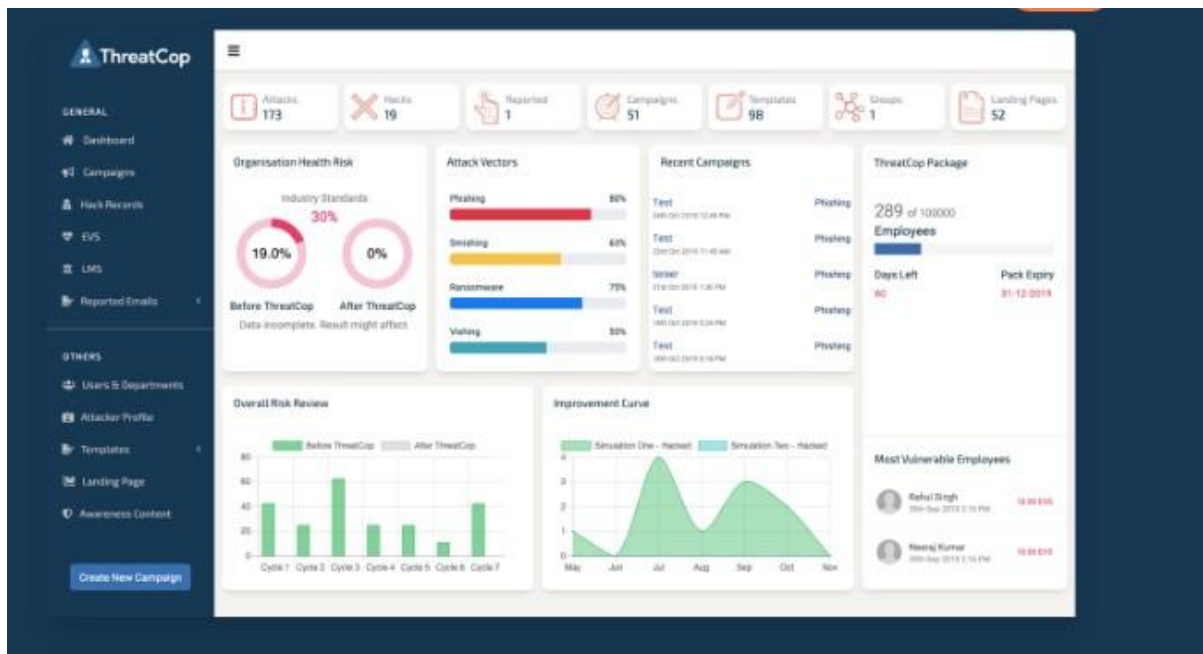 ThreatCop
GENERAL
Dashboard
Campaigns
Hack Records
EVS
LMS
Reported Emails
OTHERS
Users & Departments
Attacker Profile
Templates
Landing Page
Awareness Content
Create New Campaign
Attacks
173
Hacks
19
Reported
1
Campaigns
51
Templates
98
Groups
1
Landing Pages
52
Organisation Health Risk
Industry Standards
30%
19.0%
0%
Before ThreatCop After ThreatCop
Data incomplete. Result might affect.
Attack Vectors
Phishing 80%
Smishing 63%
Ransomware 75%
Vishing 55%
Recent Campaigns
Test Phishing
Test Phishing
Phishing
Test Phishing
Test Phishing
ThreatCop Package
289 of 100000
Employees
Days Left Pack Expiry
60 31-12-2019
Overall Risk Review
Before ThreatCop After ThreatCop
80
60
40
20
0
Cycle 1 Cycle 2 Cycle 3 Cycle 4 Cycle 5 Cycle 6 Cycle 7
Improvement Curve
Simulation One - Hacked Simulation Two - Hacked
4
3
2
1
0
May Jun Jul Aug Sep Oct Nov
Most Vulnerable Employees
Rahul Singh
Neeraj Kumar